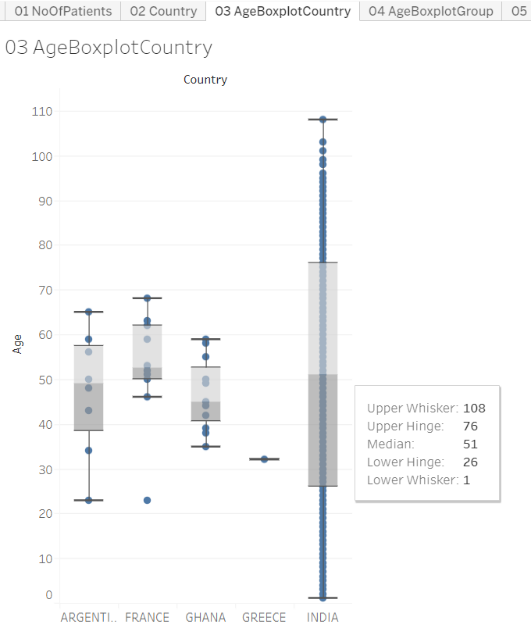 01 NoOfPatients 02 Country 03 AgeBoxplotCountry 04 AgeBoxplotGroup 05
03 AgeBoxplotCountry
Country
110
100
90
80
70
60
50
40
30
20
10
0
Age
Upper Whisker: 108
Upper Hinge: 76
Median: 51
Lower Hinge: 26
Lower Whisker: 1
ARGENTI.. FRANCE GHANA GREECE INDIA